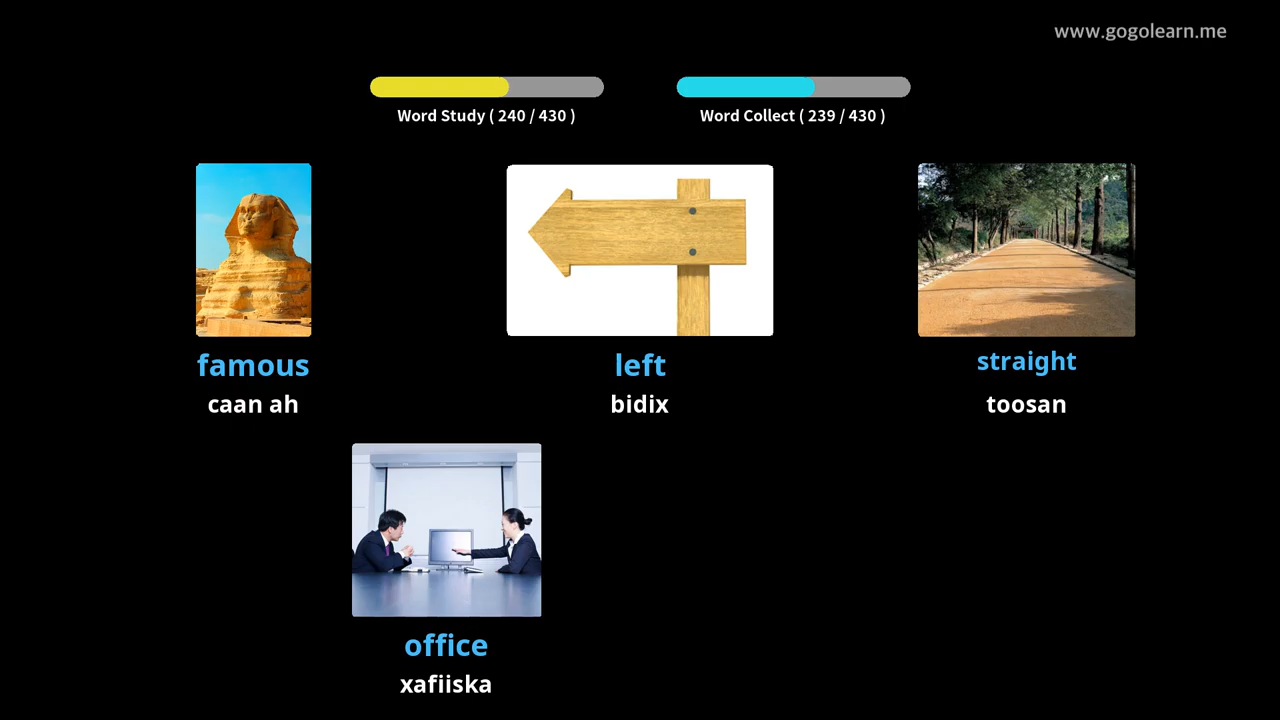 www.gogolearn.me
Word Study ( 240 / 430 )
Word Collect ( 239 / 430 )
famous
caan ah
left
bidix
straight
toosan
office
xafiiska